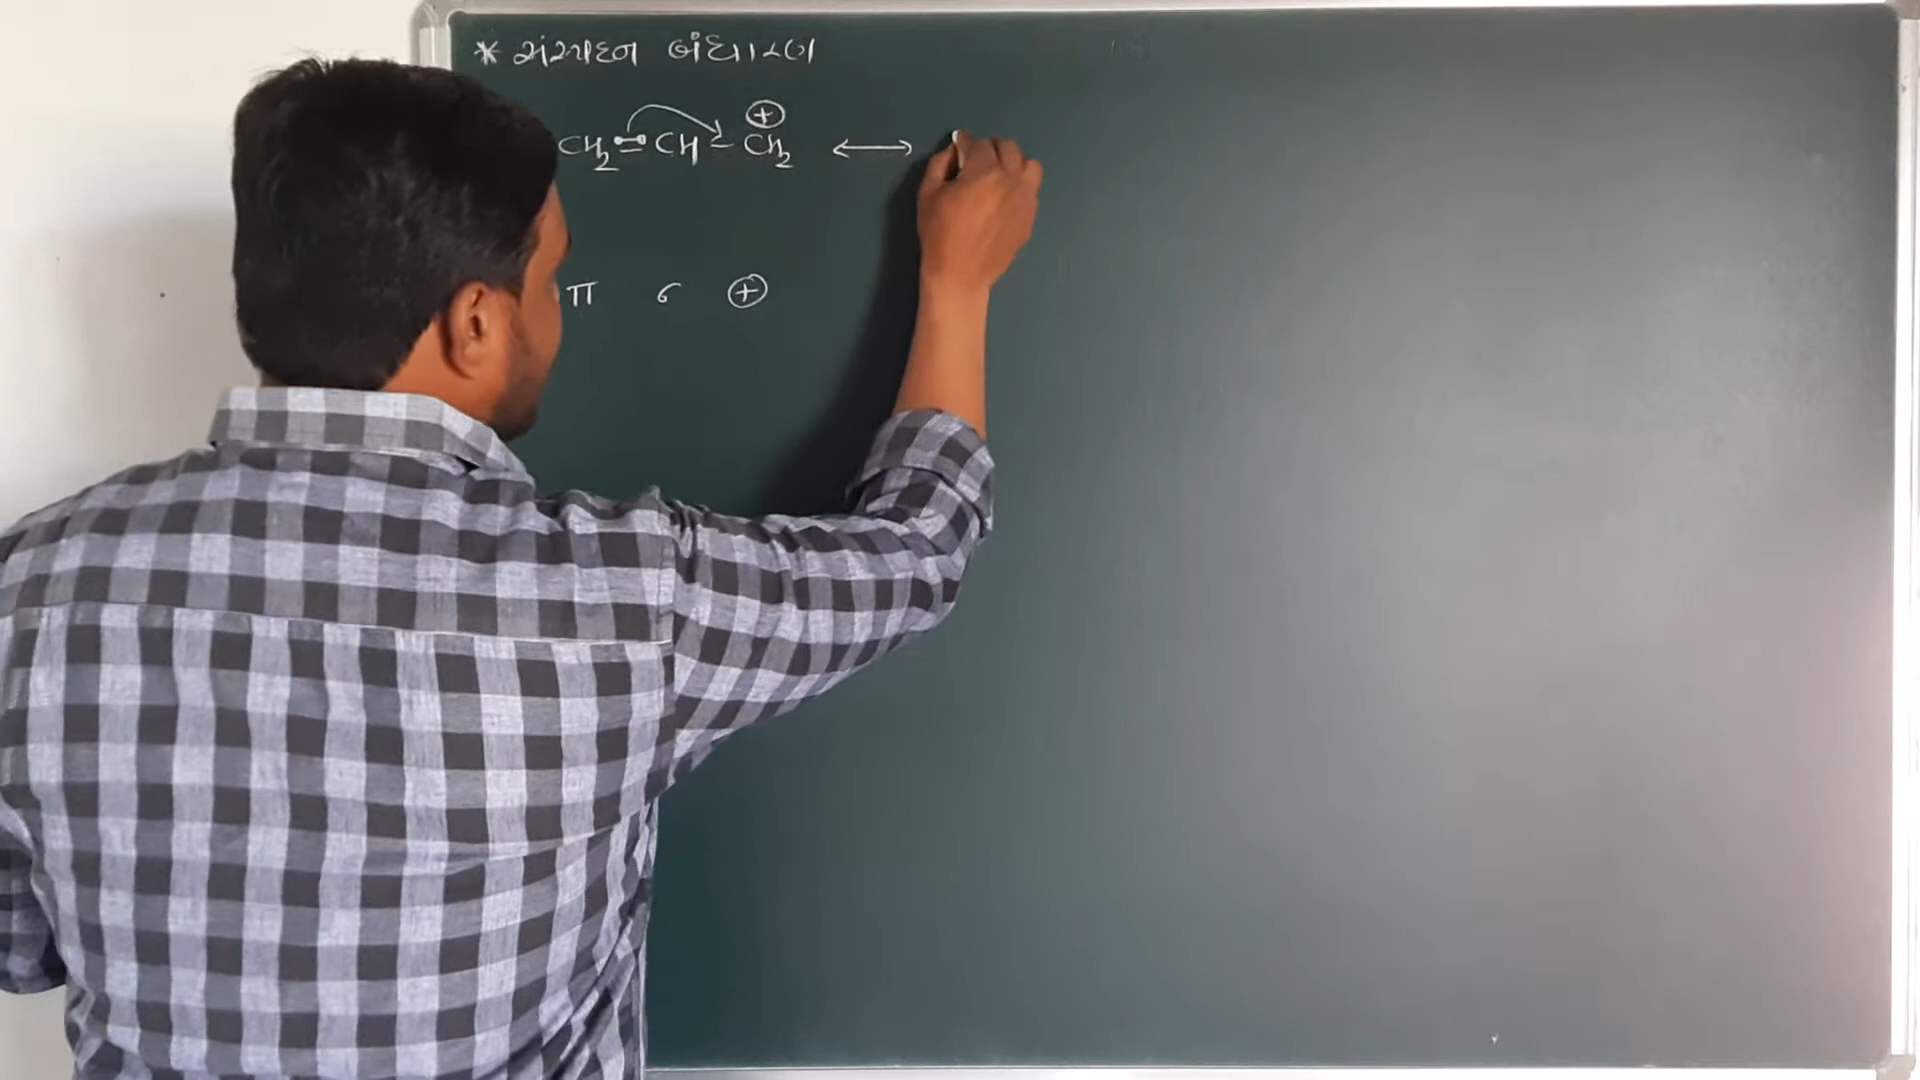 * સંસ્પંદન બંધારણ
CH₂ = CH - CH₂ ⊕ ⟷
π σ ⊕